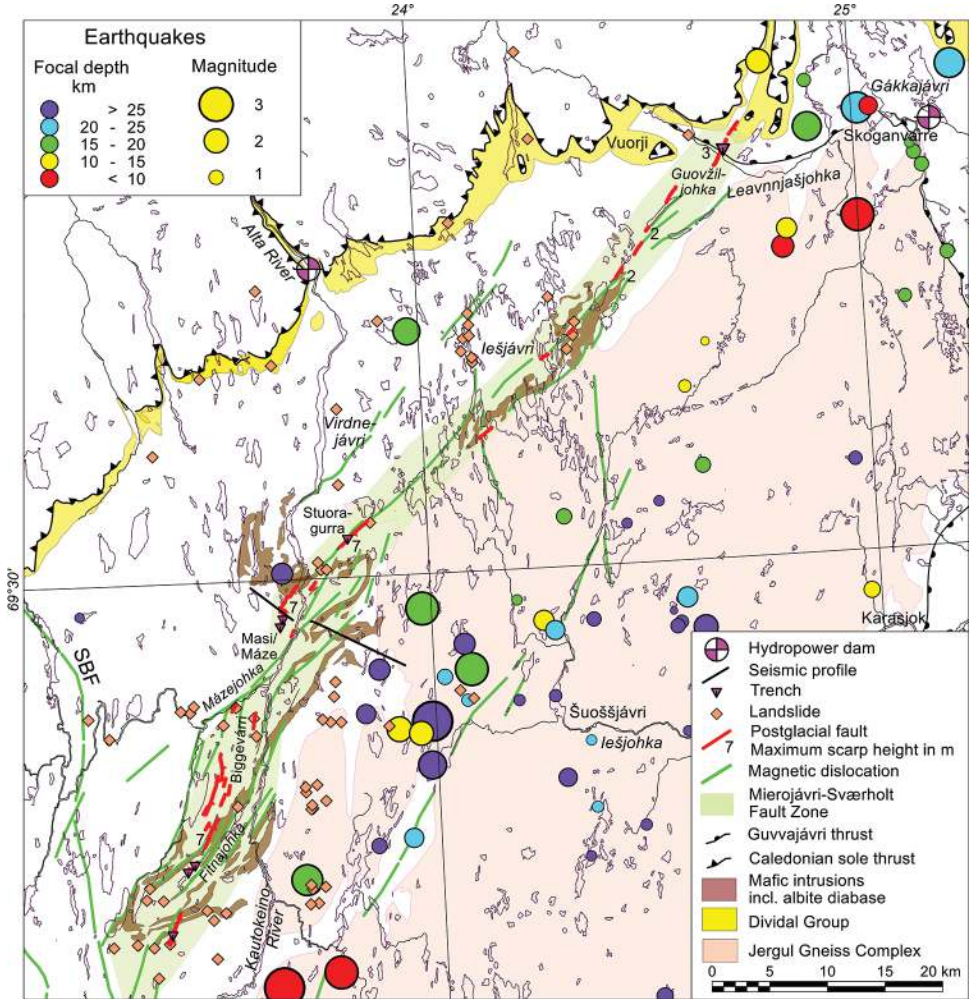 24°
25°
Earthquakes
Focal depth
km
> 25
20 - 25
15 - 20
10 - 15
< 10
Magnitude
3
2
1
Gákkajávri
Skoganvarre
Vuorji
3
Guovžil-
johka
Leavnnjašjohka
Alta River
2
2
Iešjávri
Virdne-
jávri
Stuora-
gurra
7
69°30'
7
Masi/
Máze
SBF
Mázejohka
Biggevárri
Karasjok
Šuoššjávri
Iešjohka
7
Fitnajohka
Kautokeino
River
Hydropower dam
Seismic profile
Trench
Landslide
Postglacial fault
7 Maximum scarp height in m
Magnetic dislocation
Mierojávri-Sværholt
Fault Zone
Guvvajávri thrust
Caledonian sole thrust
Mafic intrusions
incl. albite diabase
Dividal Group
Jergul Gneiss Complex
0 5 10 15 20 km